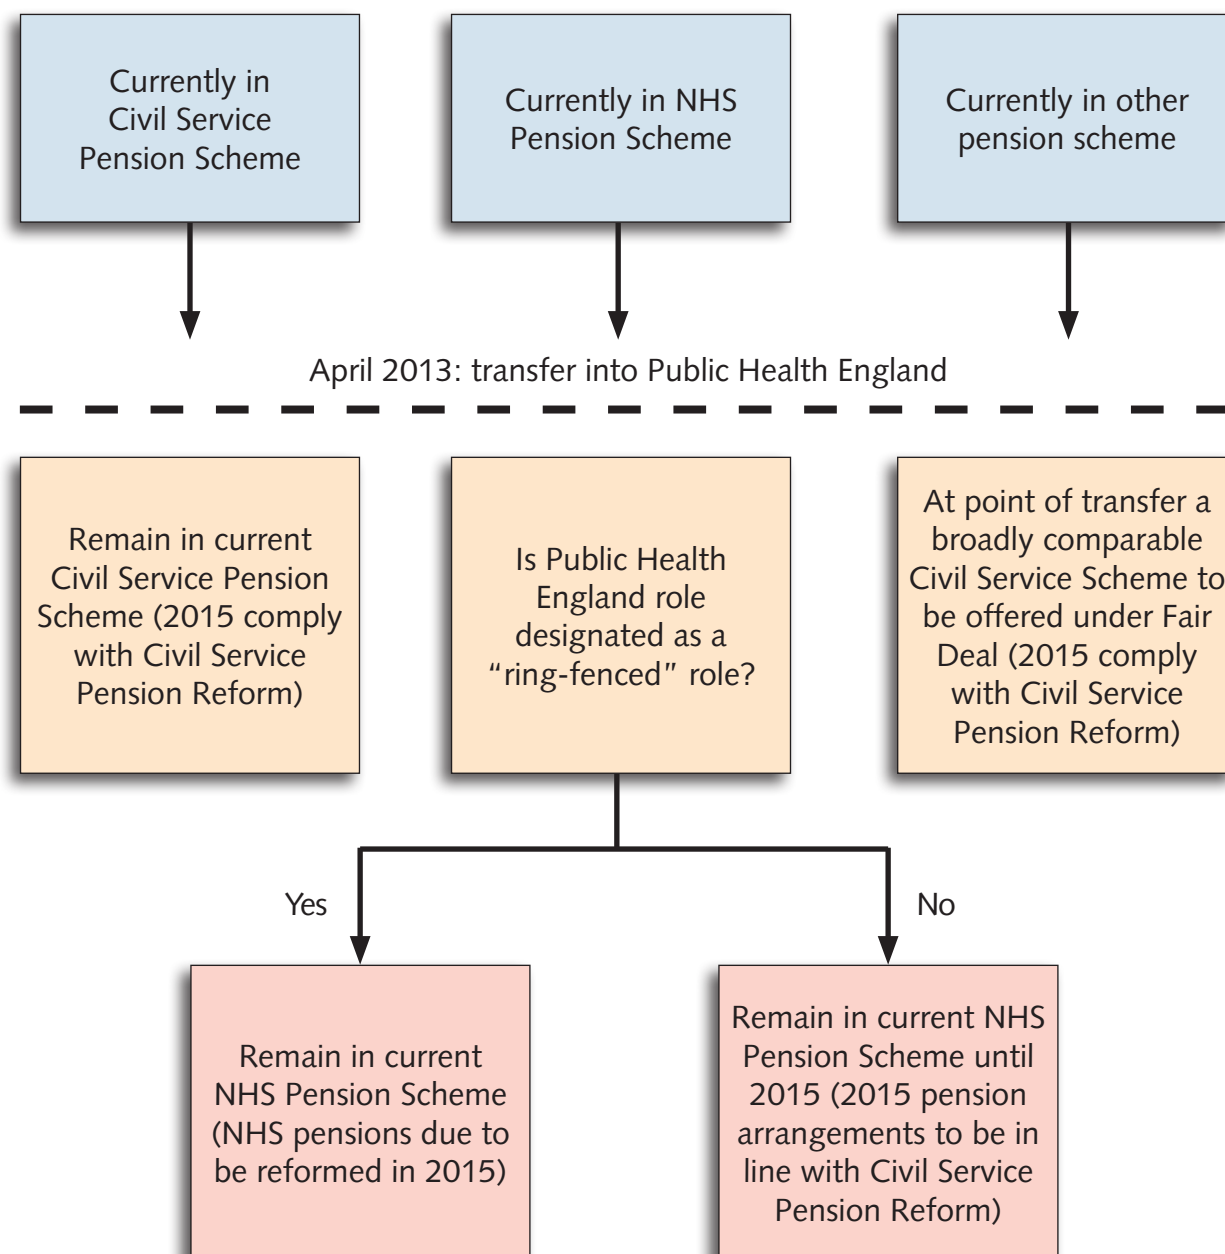 Currently in
Civil Service
Pension Scheme
Currently in NHS
Pension Scheme
Currently in other
pension scheme
April 2013: transfer into Public Health England
Remain in current
Civil Service Pension
Scheme (2015 comply
with Civil Service
Pension Reform)
Is Public Health
England role
designated as a
“ring-fenced” role?
At point of transfer a
broadly comparable
Civil Service Scheme to
be offered under Fair
Deal (2015 comply
with Civil Service
Pension Reform)
Yes
No
Remain in current
NHS Pension Scheme
(NHS pensions due to
be reformed in 2015)
Remain in current NHS
Pension Scheme until
2015 (2015 pension
arrangements to be in
line with Civil Service
Pension Reform)